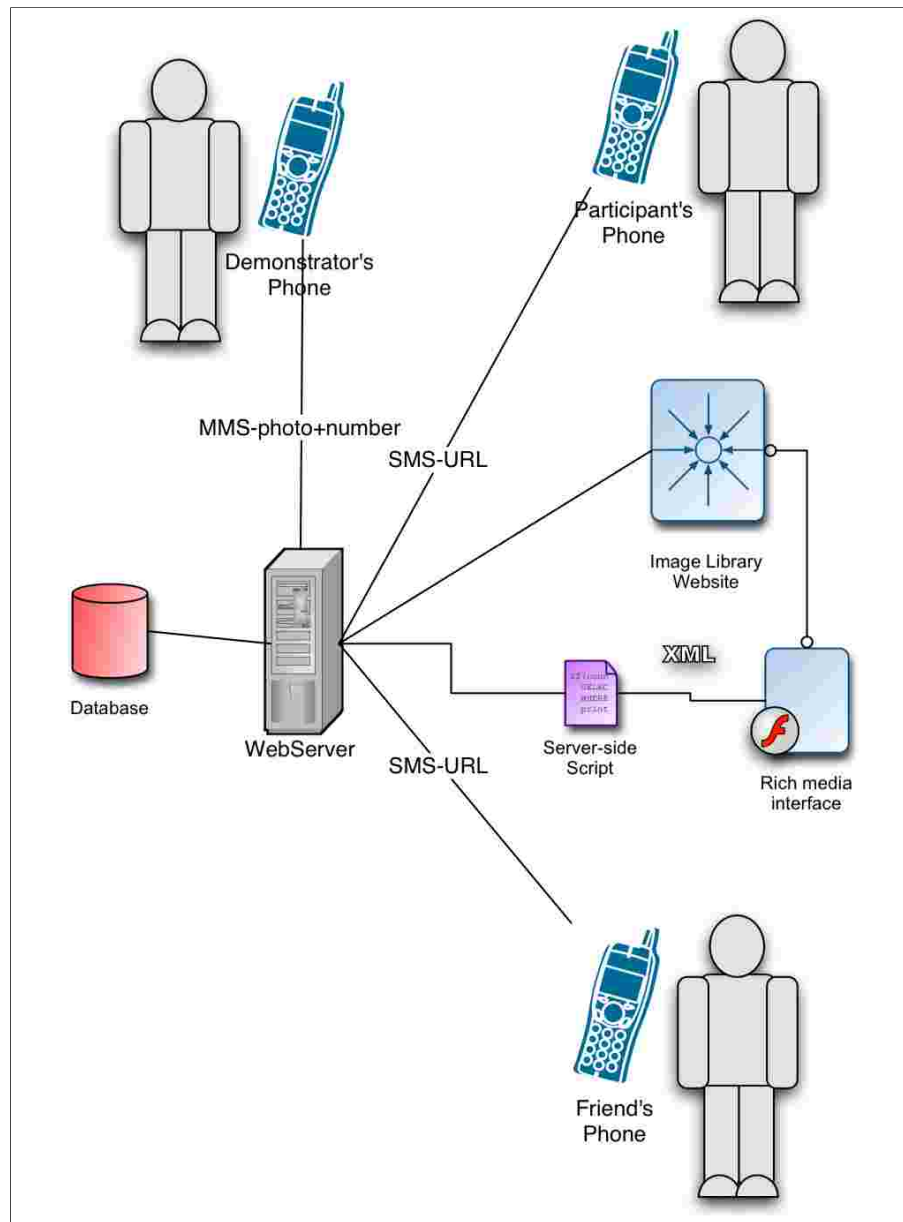 Participant's
Phone
Demonstrator's
Phone
MMS-photo+number
SMS-URL
Image Library
Website
XML
Database
WebServer
SMS-URL
Server-side
Script
Rich media
interface
Friend's
Phone